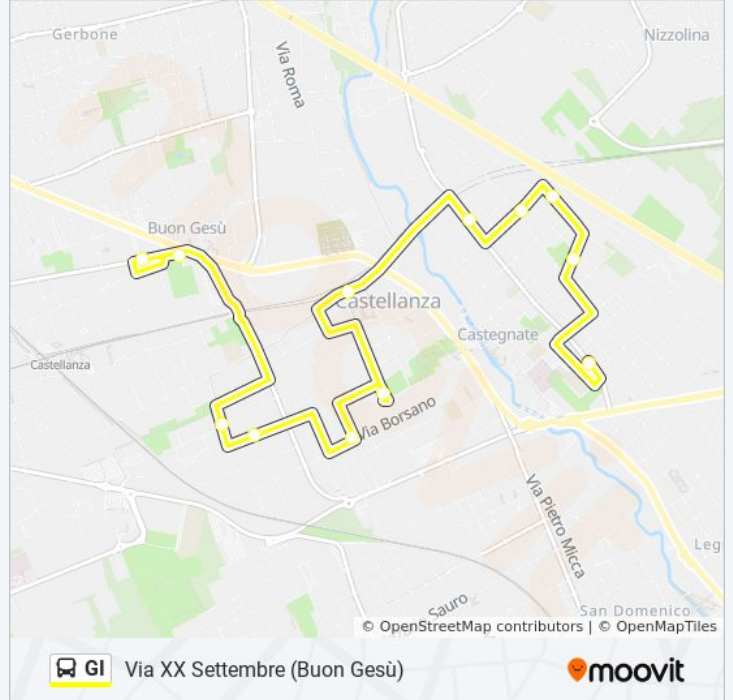 Gerbone
Nizzolina
Via Roma
Buon Gesù
Castellanza
Castegnate
Castellanza
Via Borsano
Via Pietro Micca
Leg
San Domenico
Sauro
© OpenStreetMap contributors | © OpenMapTiles
GI Via XX Settembre (Buon Gesù)
moovit